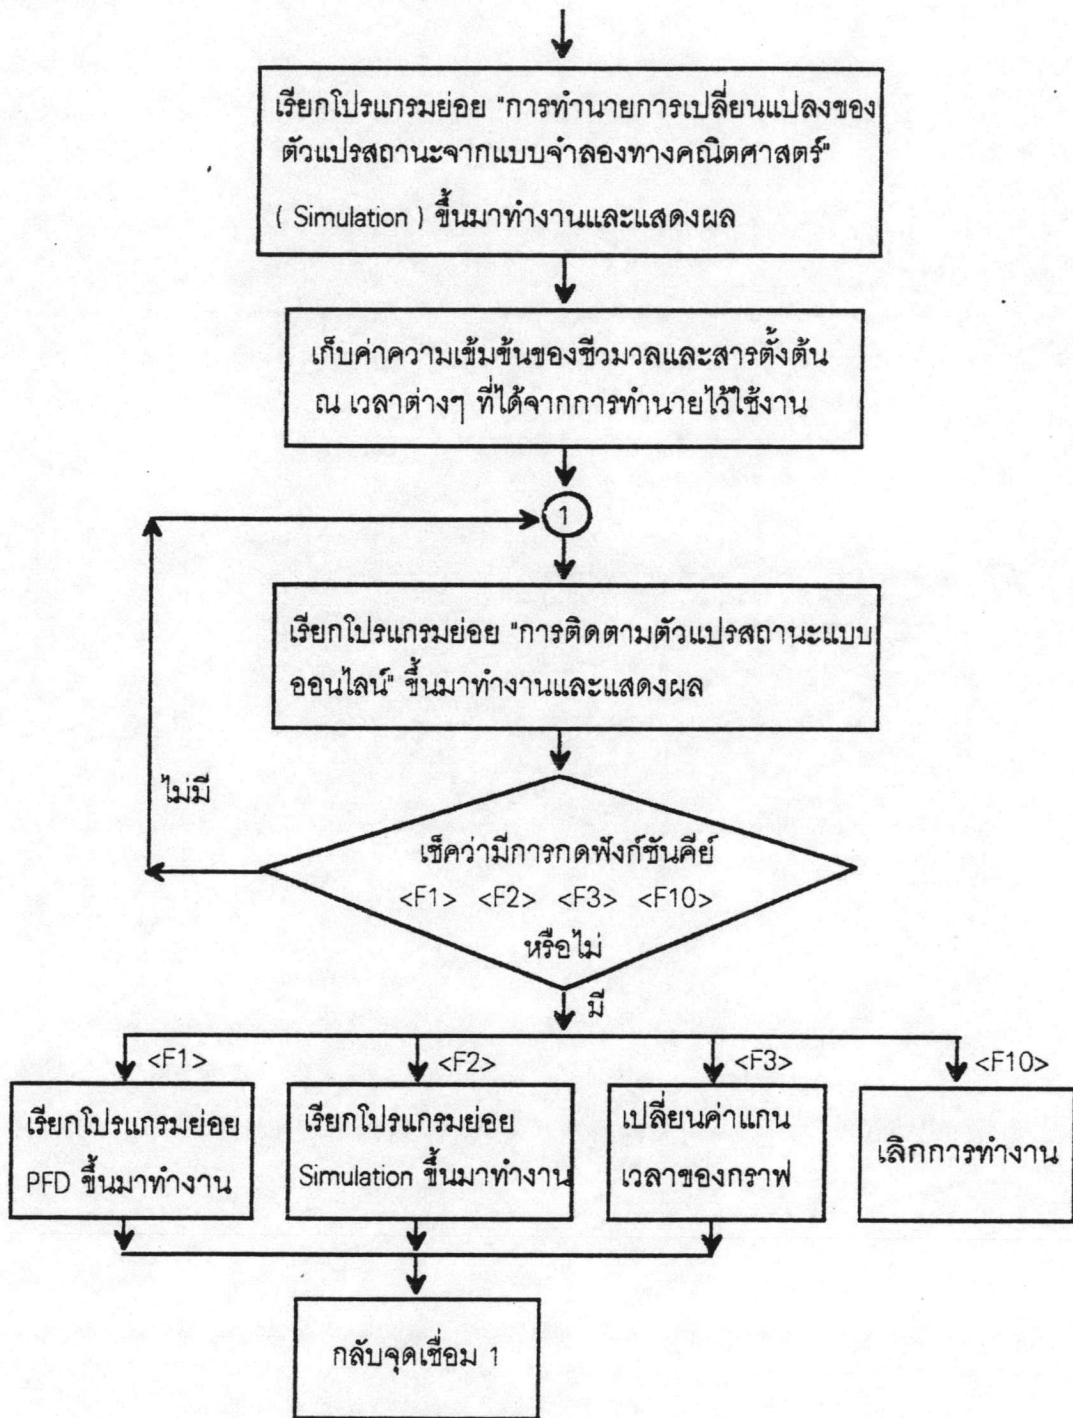 เรียกโปรแกรมย่อย "การทำนายการเปลี่ยนแปลงของ
ตัวแปรสถานะจากแบบจำลองทางคณิตศาสตร์"
( Simulation ) ขึ้นมาทำงานและแสดงผล
เก็บค่าความเข้มข้นของชีวมวลและสารตั้งต้น
ณ เวลาต่างๆ ที่ได้จากการทำนายไว้ใช้งาน
1
เรียกโปรแกรมย่อย "การติดตามตัวแปรสถานะแบบ
ออนไลน์" ขึ้นมาทำงานและแสดงผล
ไม่มี
เช็คว่ามีการกดฟังก์ชันคีย์
<F1> <F2> <F3> <F10>
หรือไม่
มี
<F1>
<F2>
<F3>
<F10>
เรียกโปรแกรมย่อย
PFD ขึ้นมาทำงาน
เรียกโปรแกรมย่อย
Simulation ขึ้นมาทำงาน
เปลี่ยนค่าแกน
เวลาของกราฟ
เลิกการทำงาน
กลับจุดเชื่อม 1